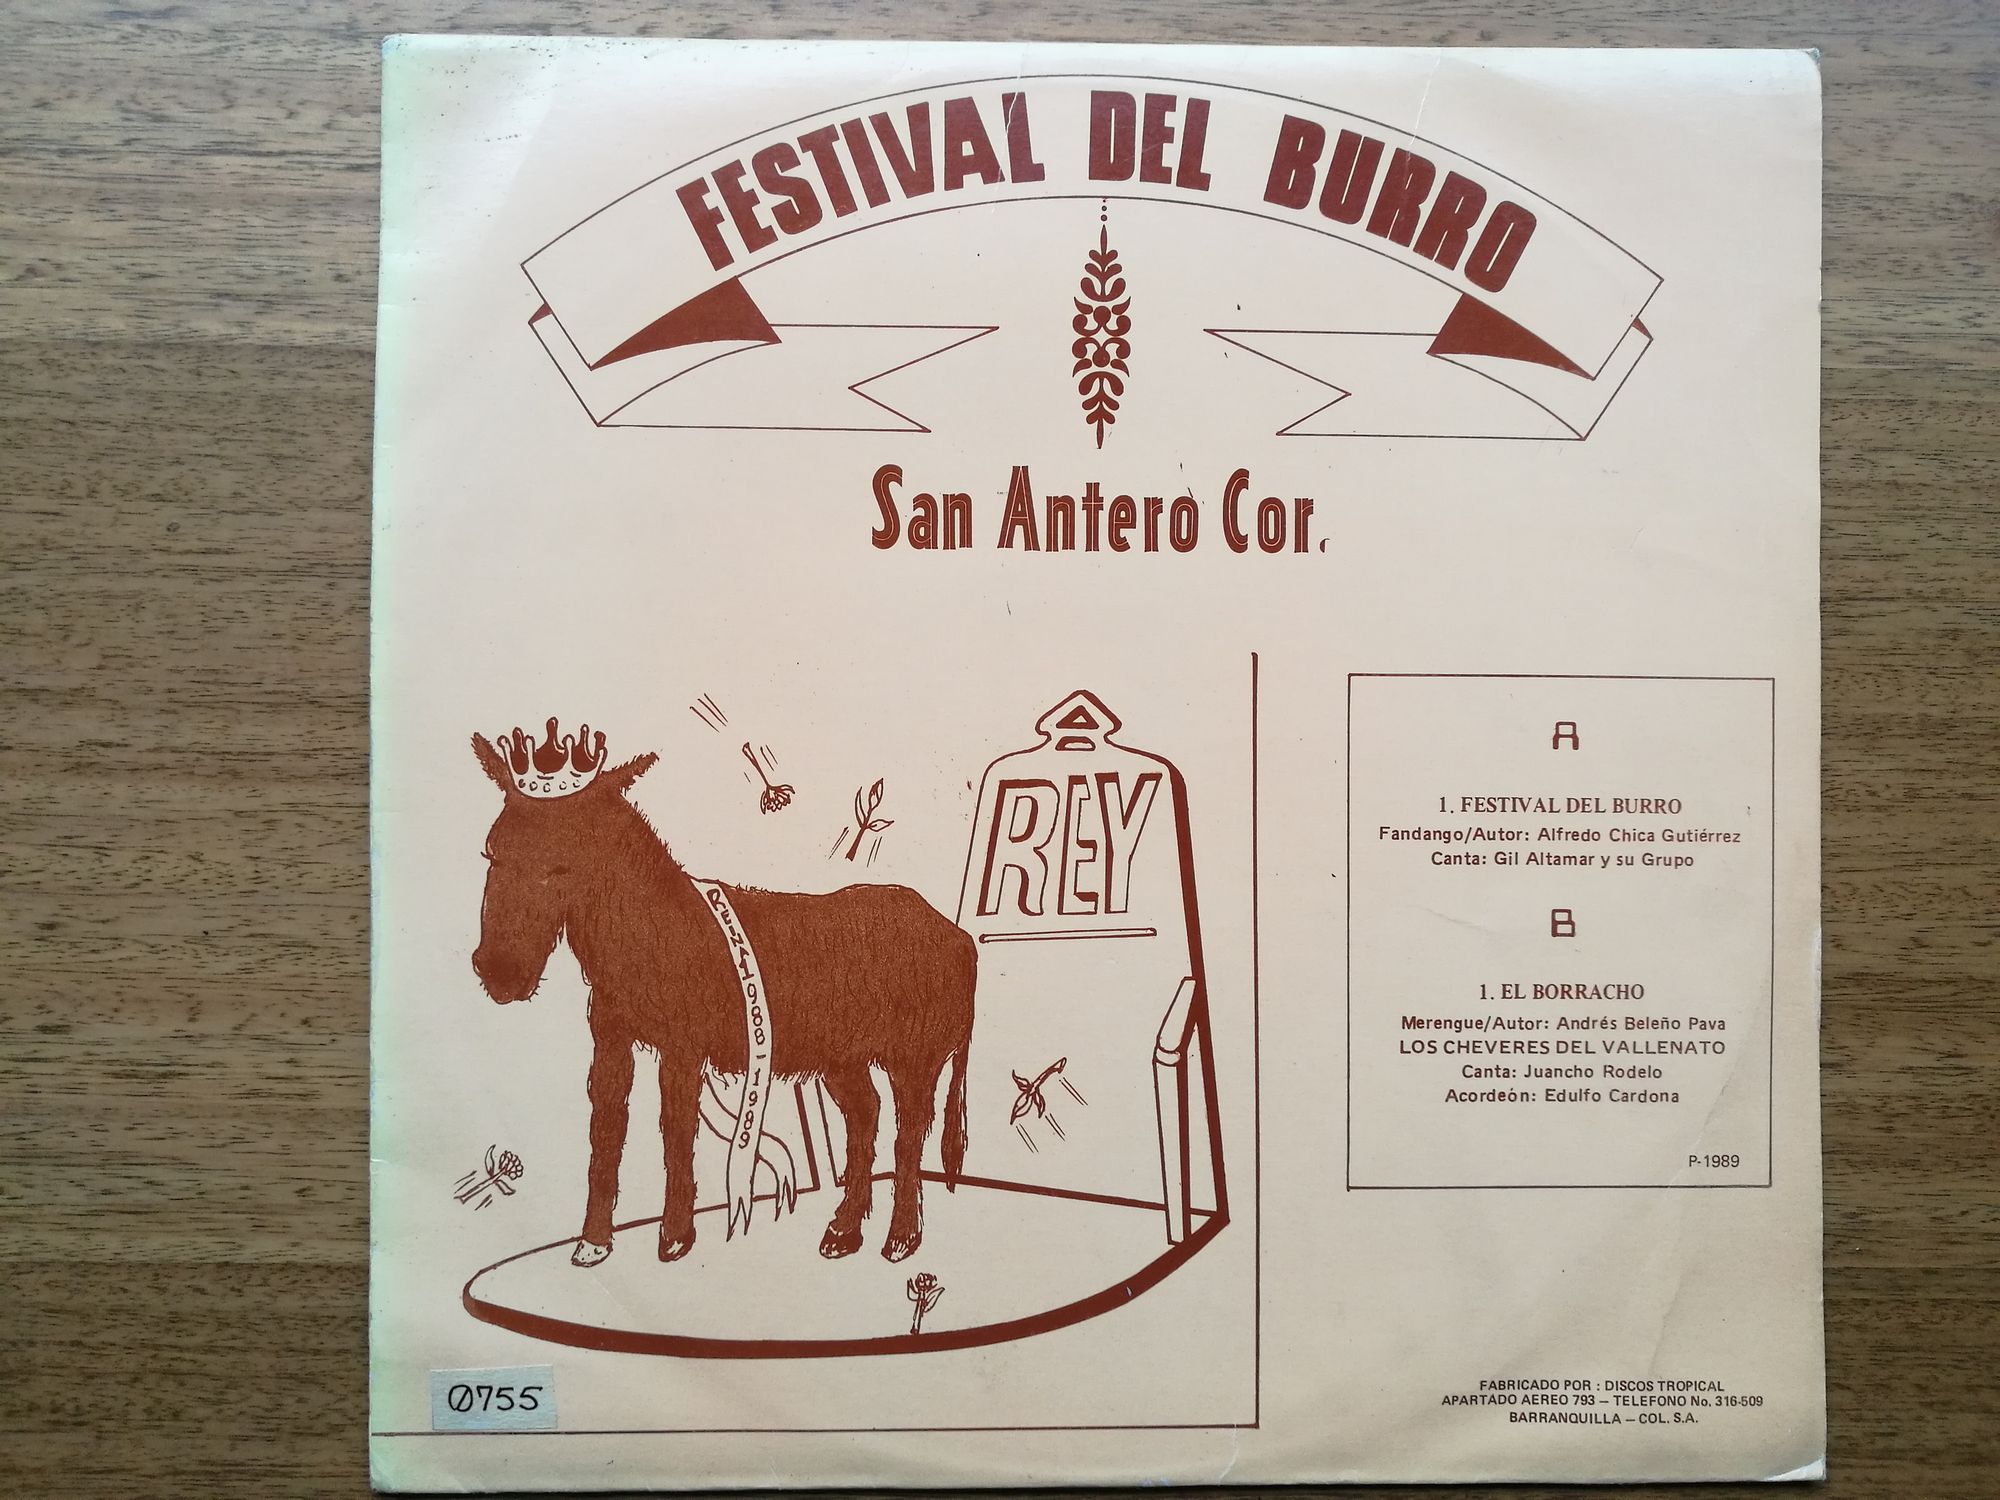 FESTIVAL DEL BURRO
San Antero Cor.
REY
REINA 1988-1989
A
1. FESTIVAL DEL BURRO
Fandango/Autor: Alfredo Chica Gutiérrez
Canta: Gil Altamar y su Grupo
B
1. EL BORRACHO
Merengue/Autor: Andrés Beleño Pava
LOS CHEVERES DEL VALLENATO
Canta: Juancho Rodelo
Acordeón: Edulfo Cardona
P-1989
0755
FABRICADO POR : DISCOS TROPICAL
APARTADO AEREO 793 — TELEFONO No. 316-509
BARRANQUILLA — COL. S.A.